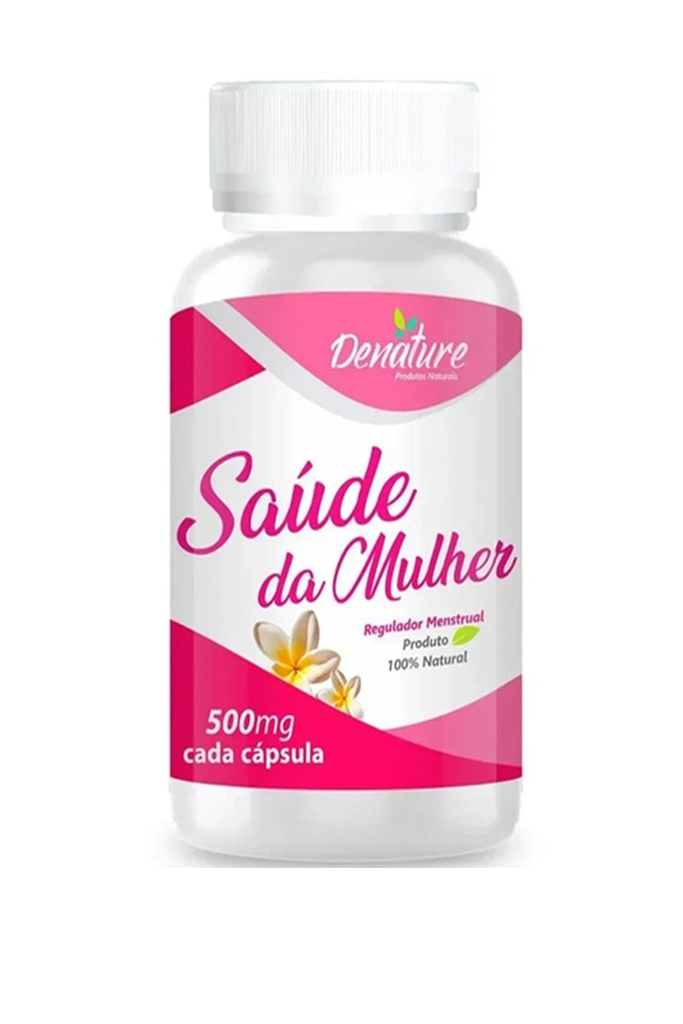 Denature
Produtos Naturais
Saúde
da Mulher
Regulador Menstrual
Produto
100% Natural
500mg
cada cápsula